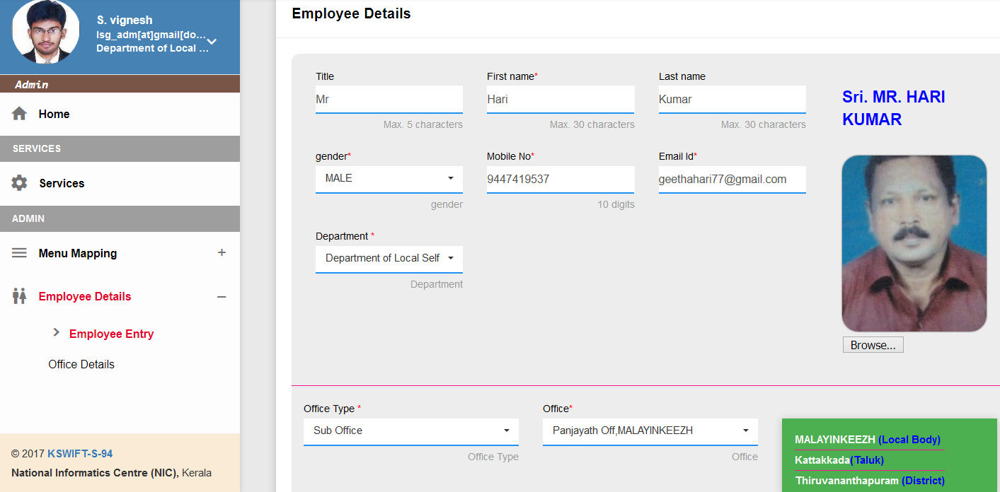 S. vignesh
lsg_adm[at]gmail[do...
Department of Local ...
Admin
Home
SERVICES
Services
ADMIN
Menu Mapping +
Employee Details –
Employee Entry
Office Details
© 2017 KSWIFT-S-94
National Informatics Centre (NIC), Kerala
Employee Details
Title First name* Last name
Mr Hari Kumar
Max. 5 characters Max. 30 characters Max. 30 characters
gender* Mobile No* Email Id*
MALE 9447419537 geethahari77@gmail.com
gender 10 digits
Department *
Department of Local Self
Department
Sri. MR. HARI
KUMAR
Browse...
Office Type * Office*
Sub Office Panjayath Off,MALAYINKEEZH
Office Type Office
MALAYINKEEZH (Local Body)
Kattakkada(Taluk)
Thiruvananthapuram (District)